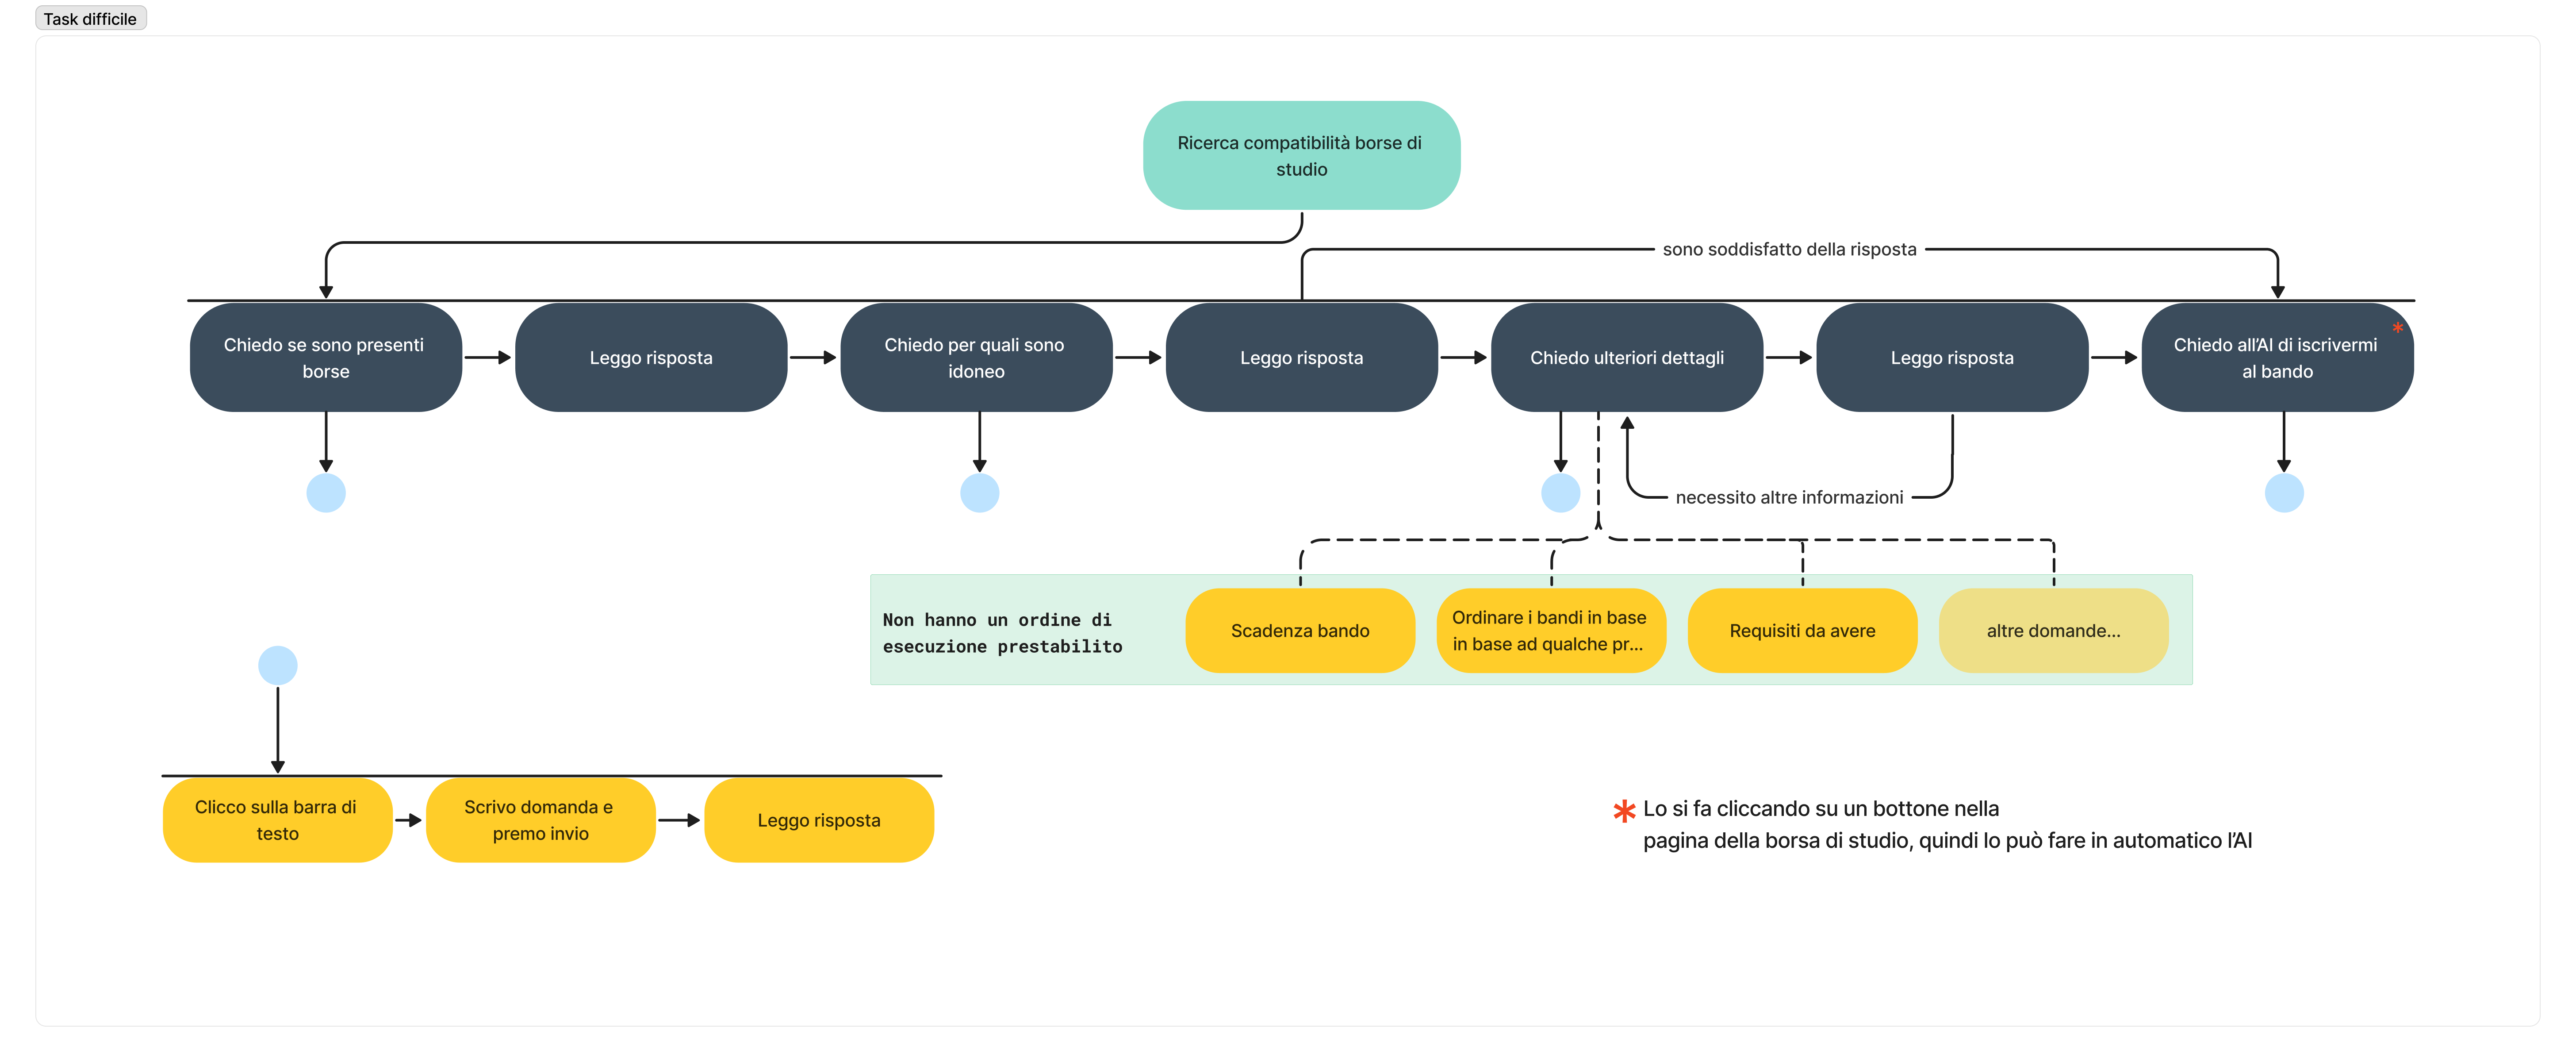 Task difficile
Ricerca compatibilità borse di
studio
sono soddisfatto della risposta
Chiedo se sono presenti
borse
Leggo risposta
Chiedo per quali sono
idoneo
Leggo risposta
Chiedo ulteriori dettagli
Leggo risposta
Chiedo all'AI di iscrivermi
al bando
*
necessito altre informazioni
Non hanno un ordine di
esecuzione prestabilito
Scadenza bando
Ordinare i bandi in base
in base ad qualche pr...
Requisiti da avere
altre domande...
Clicco sulla barra di
testo
Scrivo domanda e
premo invio
Leggo risposta
* Lo si fa cliccando su un bottone nella
pagina della borsa di studio, quindi lo può fare in automatico l'AI